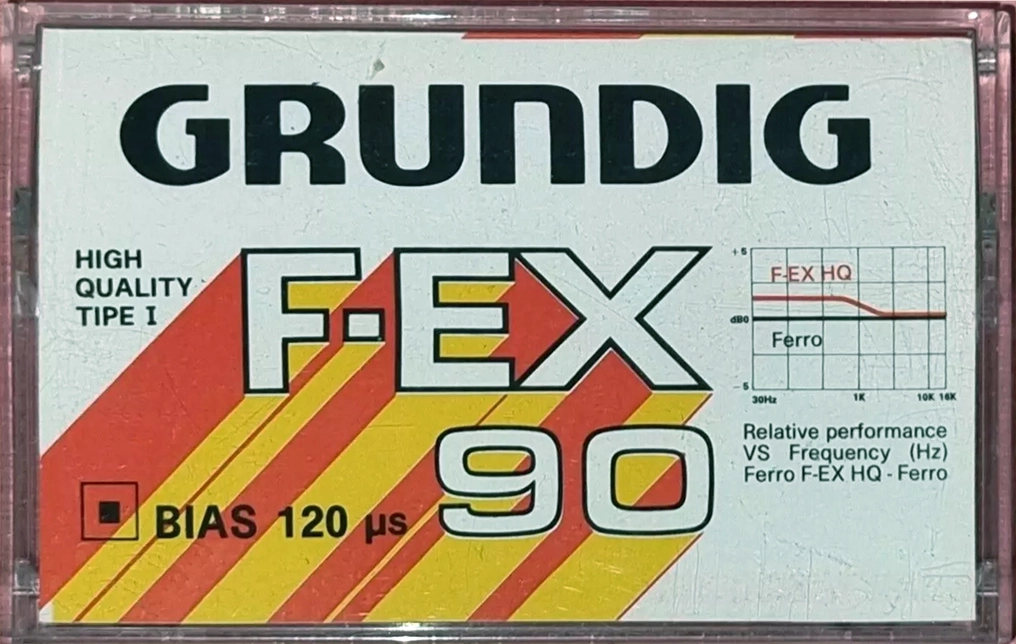 GRUNDIG
HIGH
QUALITY
TIPE I
F-EX
90
BIAS 120 µs
+5
dB0
-5
F-EX HQ
Ferro
30Hz 1K 10K 16K
Relative performance
VS Frequency (Hz)
Ferro F-EX HQ - Ferro